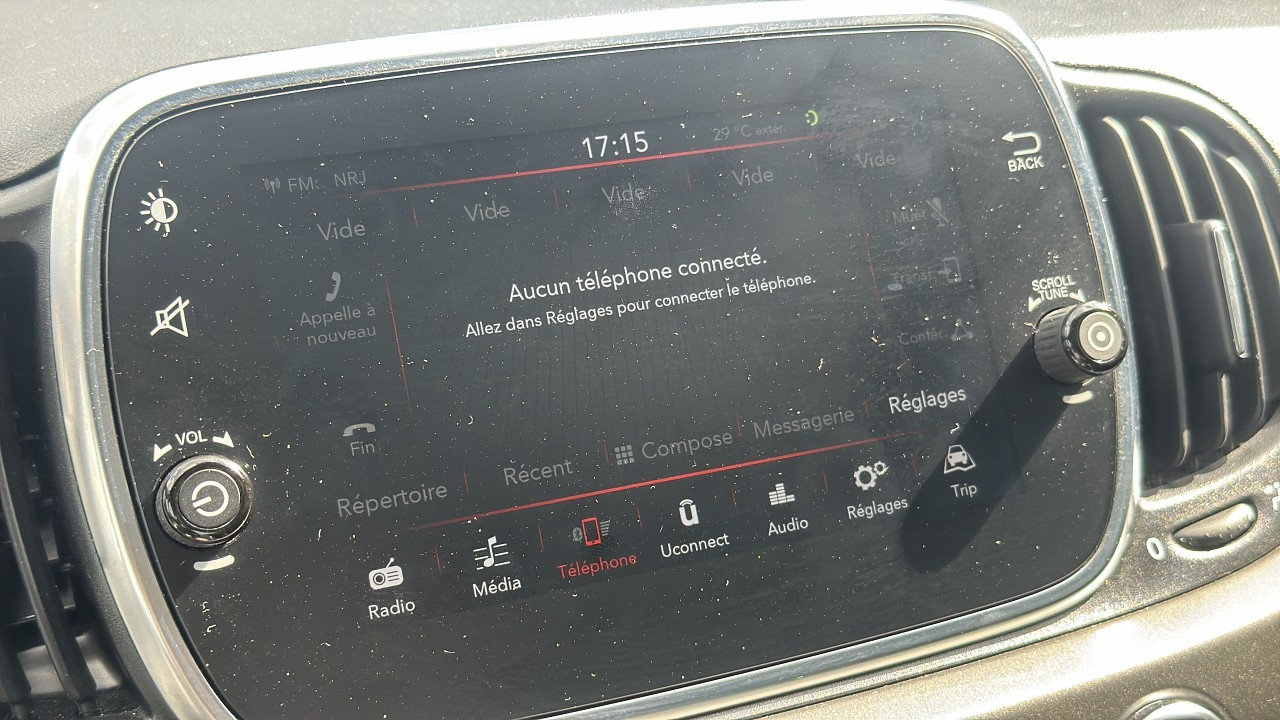 17:15
29 °C extér
FM: NRJ
BACK
Vide
Vide
Vide
Vide
Vide
Muet
Aucun téléphone connecté.
Allez dans Réglages pour connecter le téléphone.
Appelle à
nouveau
Transf
SCROLL
TUNE
Confér
VOL
Fin
Répertoire
Récent
Compose
Messagerie
Réglages
Radio
Média
Téléphone
Uconnect
Audio
Réglages
Trip
0